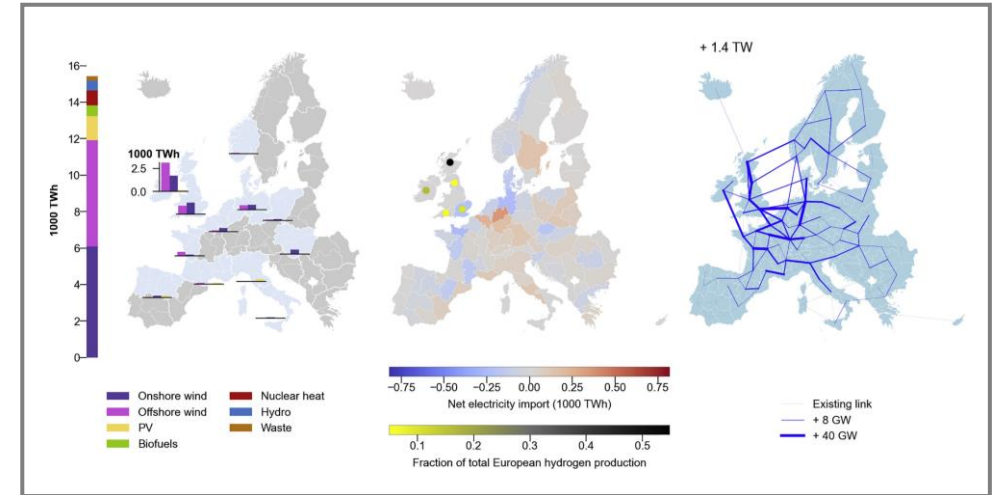 + 1.4 TW
16
14
12
10
8
6
4
2
0
1000 TWh
1000 TWh
2.5
0.0
Onshore wind
Offshore wind
PV
Biofuels
Nuclear heat
Hydro
Waste
−0.75 −0.50 −0.25 0.00 0.25 0.50 0.75
Net electricity import (1000 TWh)
0.1 0.2 0.3 0.4 0.5
Fraction of total European hydrogen production
Existing link
+ 8 GW
+ 40 GW